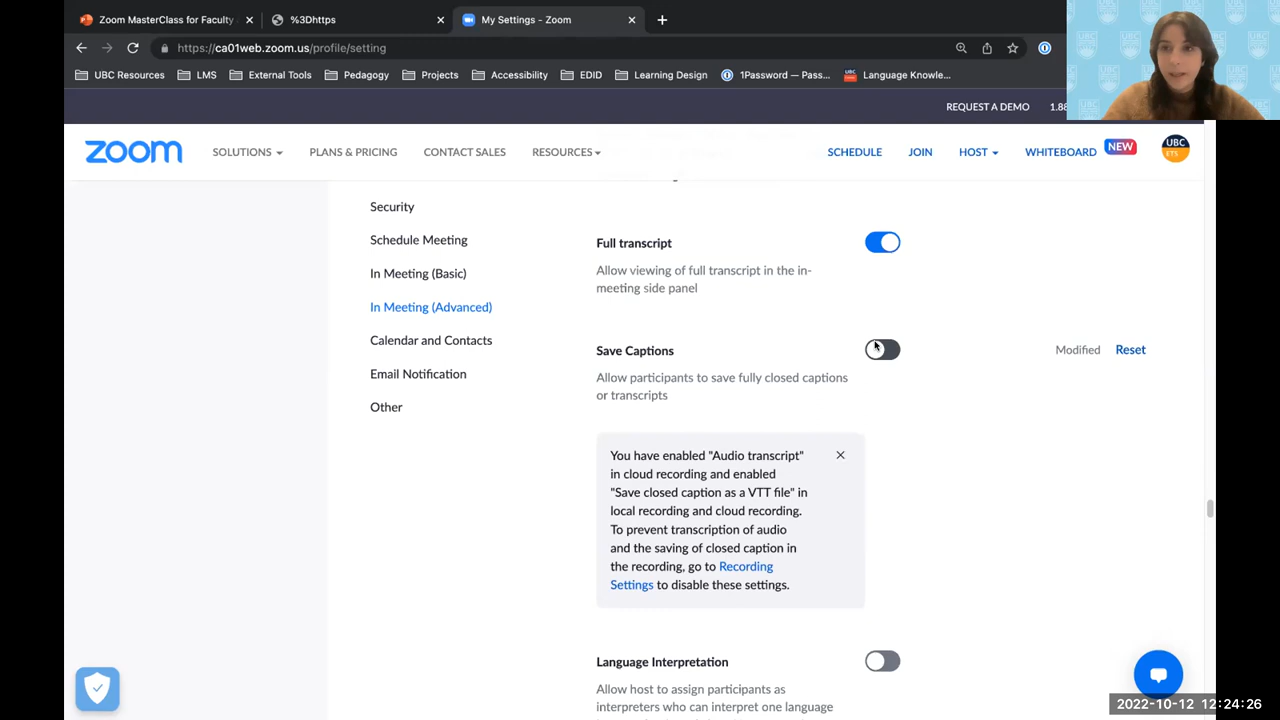 Zoom MasterClass for Faculty
%3Dhttps
My Settings - Zoom
https://ca01web.zoom.us/profile/setting
UBC Resources
LMS
External Tools
Pedagogy
Projects
Accessibility
EDID
Learning Design
1Password — Pass...
Language Knowle...
REQUEST A DEMO
1.88
zoom
SOLUTIONS
PLANS & PRICING
CONTACT SALES
RESOURCES
SCHEDULE
JOIN
HOST
WHITEBOARD
NEW
UBC
ETS
Security
Schedule Meeting
In Meeting (Basic)
In Meeting (Advanced)
Calendar and Contacts
Email Notification
Other
Full transcript
Allow viewing of full transcript in the in-
meeting side panel
Save Captions
Modified
Reset
Allow participants to save fully closed captions
or transcripts
You have enabled "Audio transcript"
in cloud recording and enabled
"Save closed caption as a VTT file" in
local recording and cloud recording.
To prevent transcription of audio
and the saving of closed caption in
the recording, go to Recording
Settings to disable these settings.
Language Interpretation
Allow host to assign participants as
interpreters who can interpret one language
2022-10-12 12:24:26